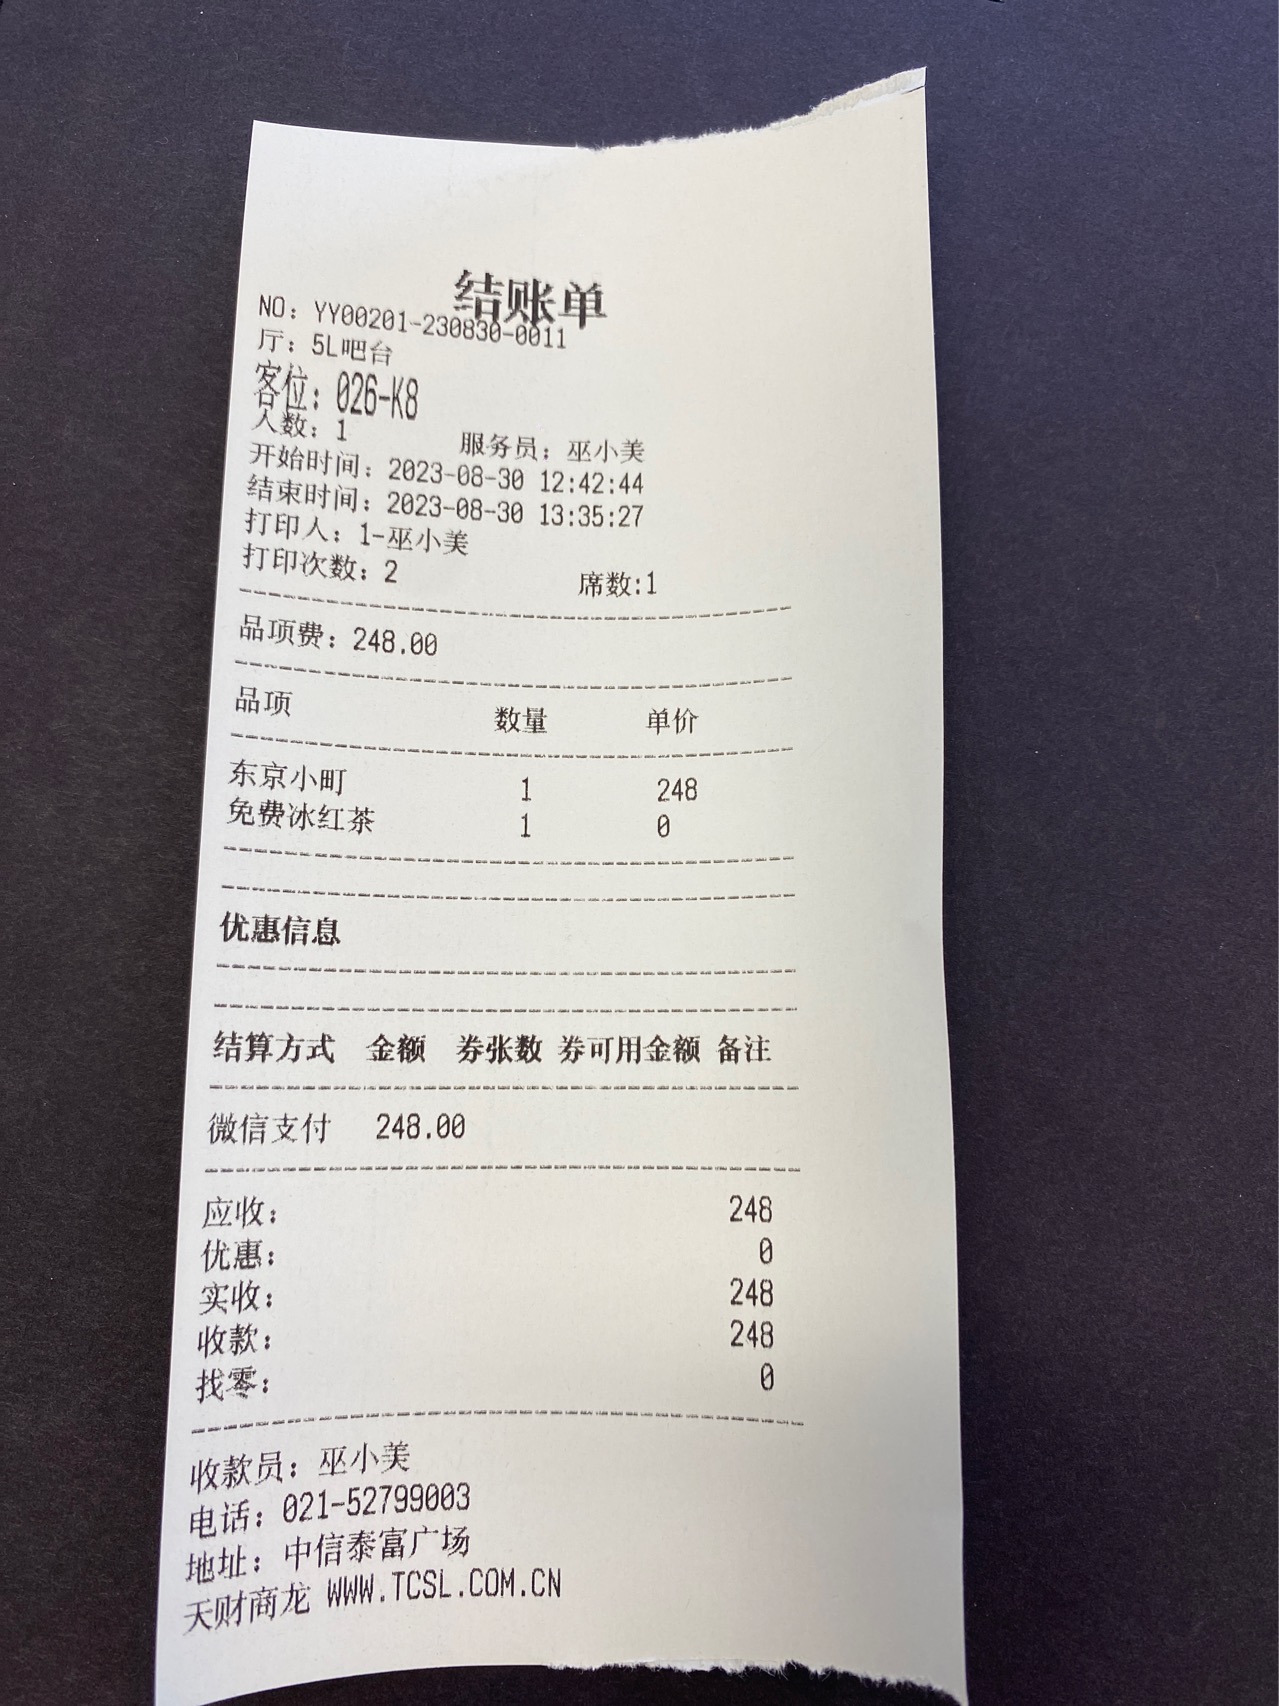 结账单
NO: YY00201-230830-0011
厅: 5L吧台
客位: 026-K8
人数: 1 服务员: 巫小美
开始时间: 2023-08-30 12:42:44
结束时间: 2023-08-30 13:35:27
打印人: 1-巫小美
打印次数: 2 席数:1
品项费: 248.00
品项 数量 单价
东京小町 1 248
免费冰红茶 1 0
优惠信息
结算方式 金额 券张数 券可用金额 备注
微信支付 248.00
应收: 248
优惠: 0
实收: 248
收款: 248
找零: 0
收款员: 巫小美
电话: 021-52799003
地址: 中信泰富广场
天财商龙 WWW.TCSL.COM.CN